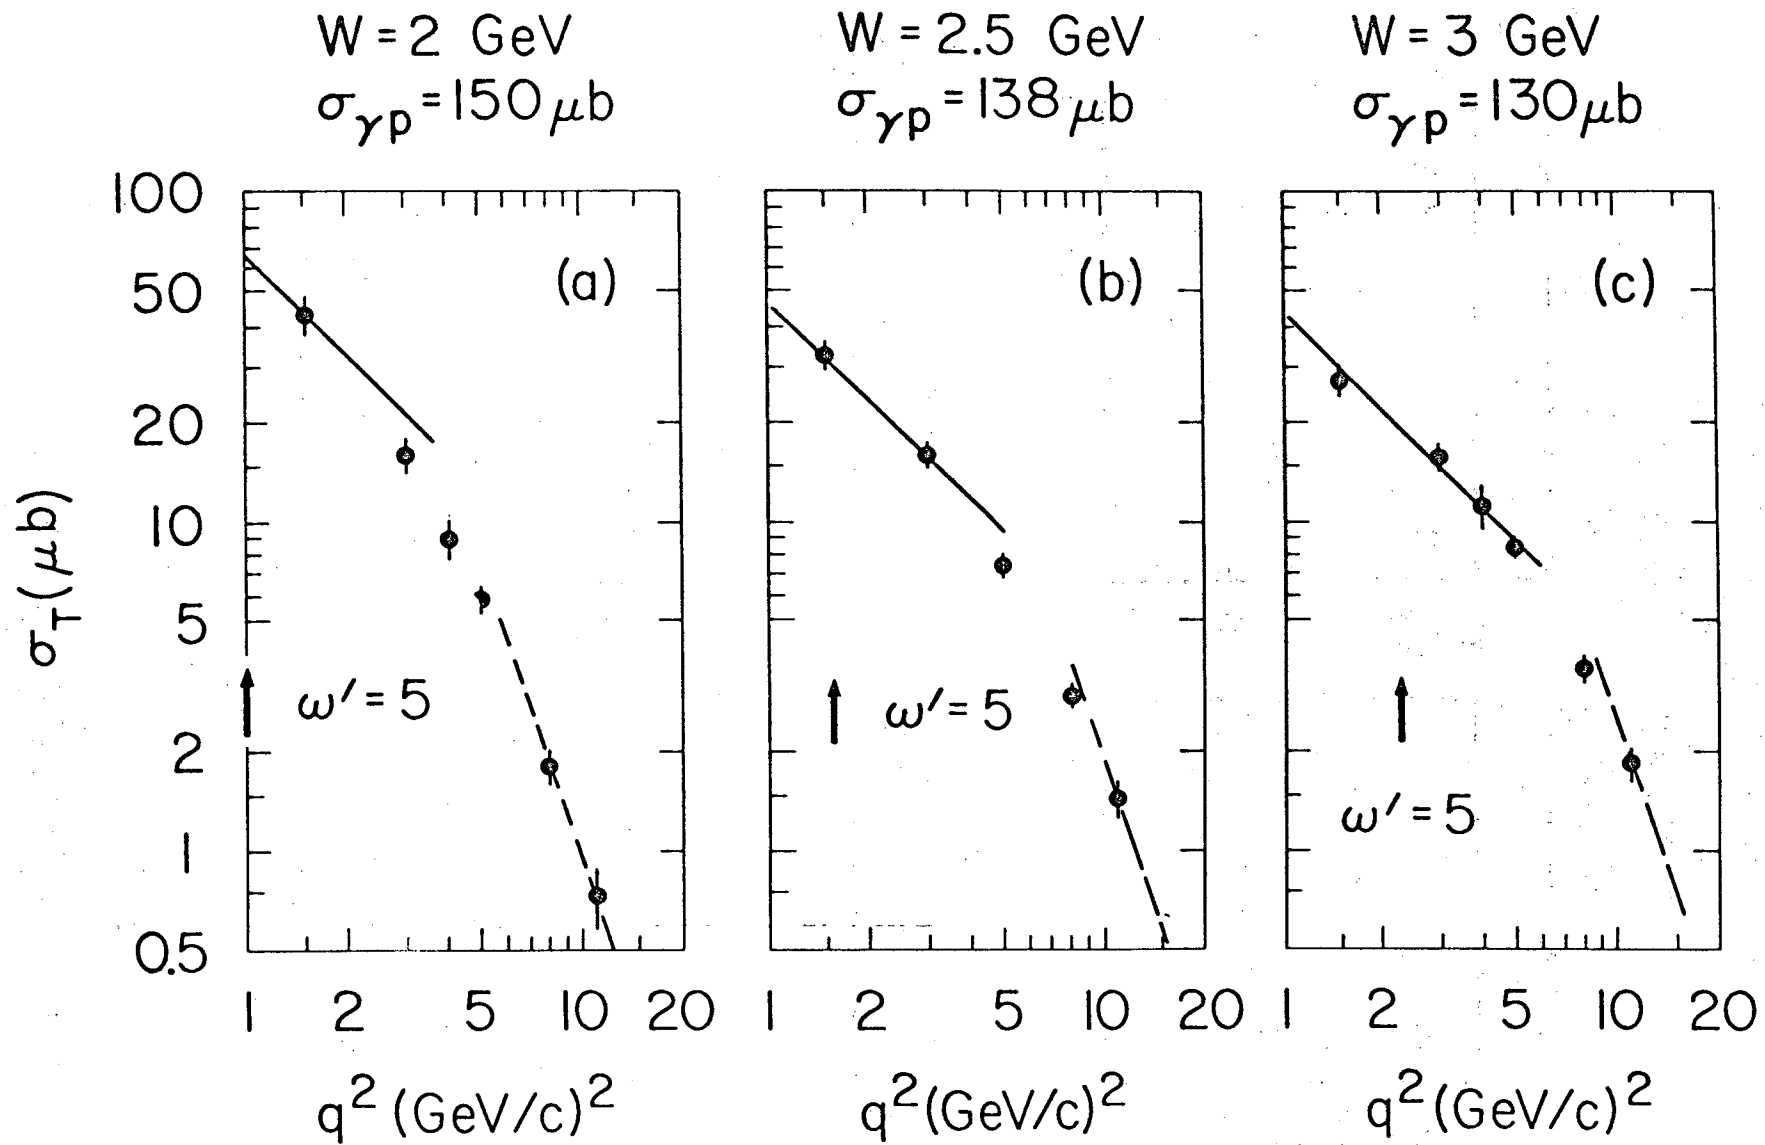 W = 2 GeV
σγp = 150 μb
W = 2.5 GeV
σγp = 138 μb
W = 3 GeV
σγp = 130 μb
σT (μb)
100
50
20
10
5
2
1
0.5
(a)
ω′ = 5
(b)
ω′ = 5
(c)
ω′ = 5
1 2 5 10 20
1 2 5 10 20
1 2 5 10 20
q² (GeV/c)²
q² (GeV/c)²
q² (GeV/c)²